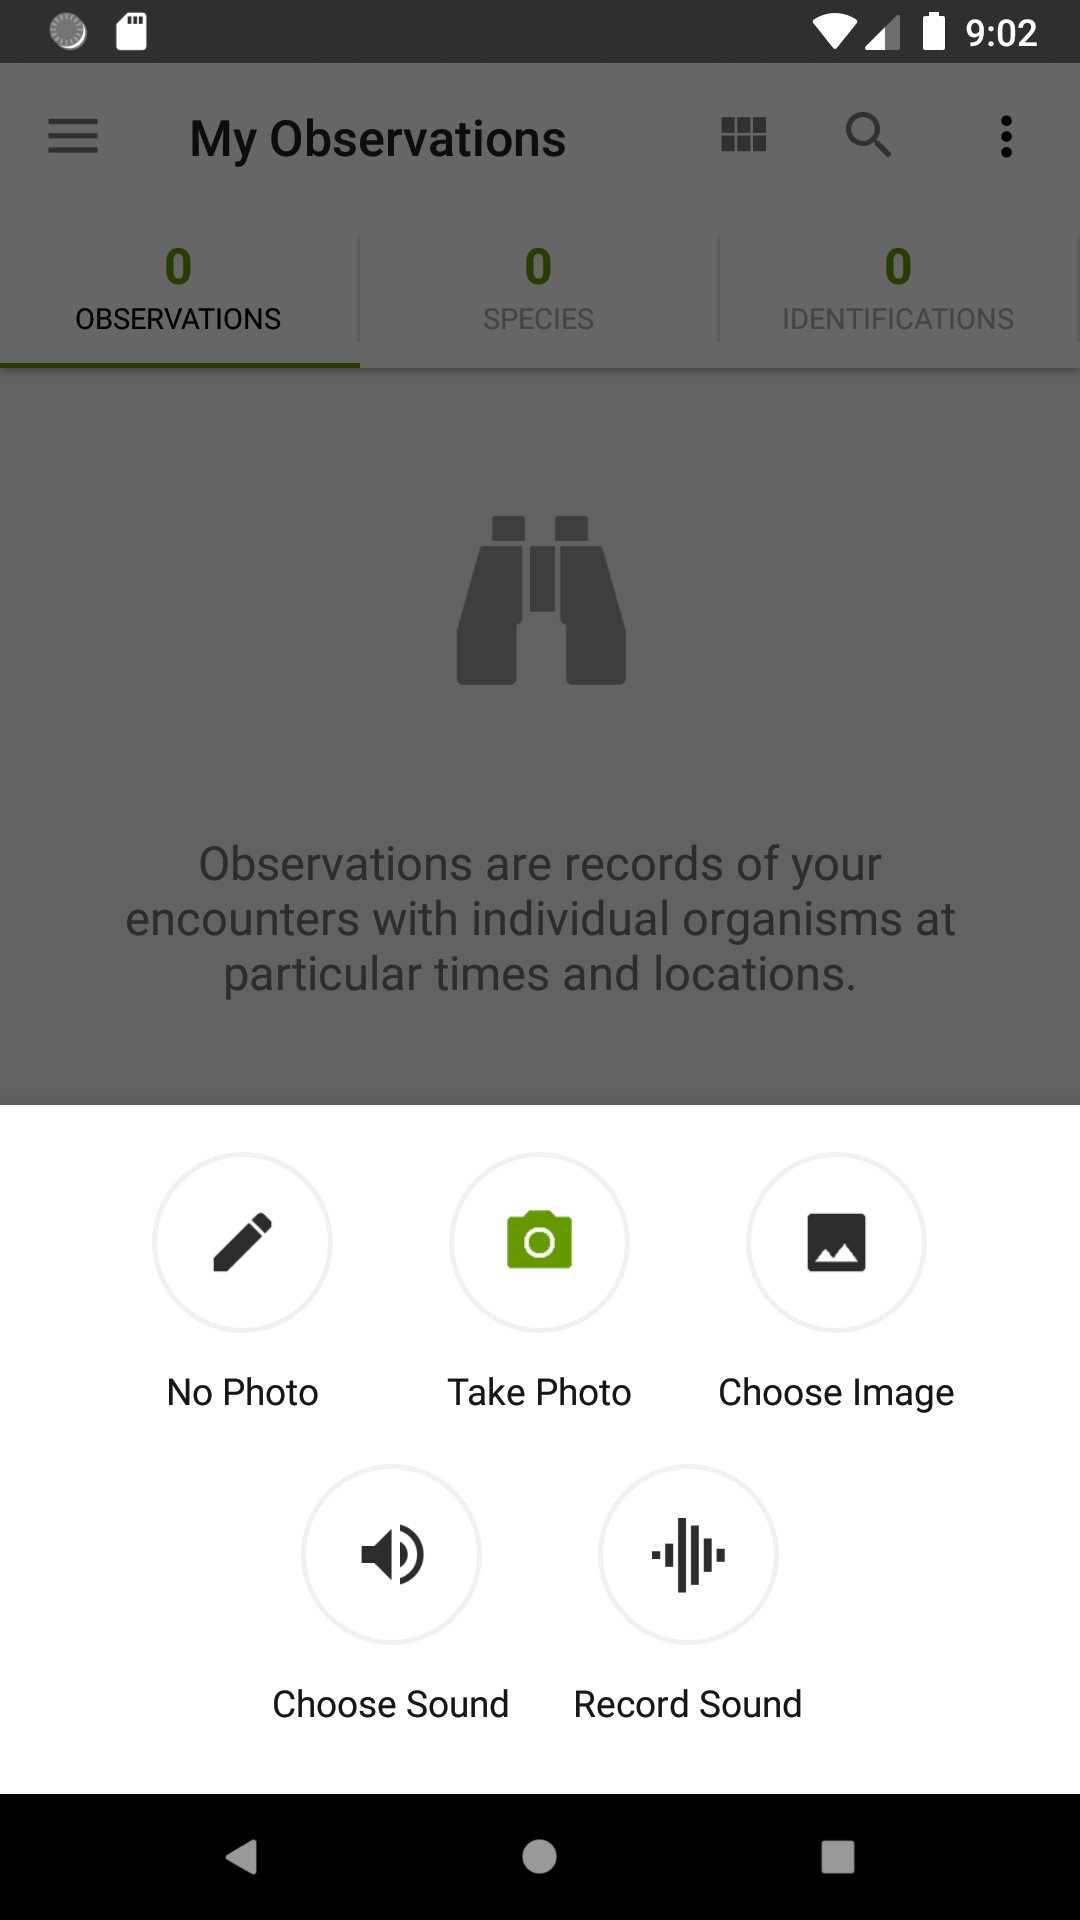 9:02
My Observations
0 0 0
OBSERVATIONS SPECIES IDENTIFICATIONS
Observations are records of your
encounters with individual organisms at
particular times and locations.
No Photo Take Photo Choose Image
Choose Sound Record Sound